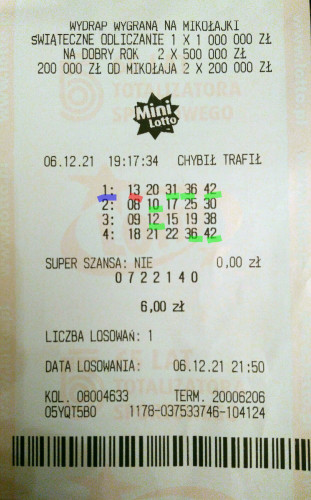 WYDRAP WYGRANĄ NA MIKOŁAJKI
ŚWIĄTECZNE ODLICZANIE 1 X 1 000 000 ZŁ
NA DOBRY ROK 2 X 500 000 ZŁ
200 000 ZŁ OD MIKOŁAJA 2 X 200 000 ZŁ
TOTALIZATORA
Mini
Lotto
06.12.21 19:17:34 CHYBIŁ TRAFIŁ
1: 13 20 31 36 42
2: 08 10 17 25 30
3: 09 12 15 19 38
4: 18 21 22 36 42
SUPER SZANSA: NIE 0,00 zł
0722140
6,00 zł
LICZBA LOSOWAŃ: 1
DATA LOSOWANIA: 06.12.21 21:50
TOTALIZATORA
KOL. 08004633 TERM. 20006206
05YQT5B0 1178-037533746-104124